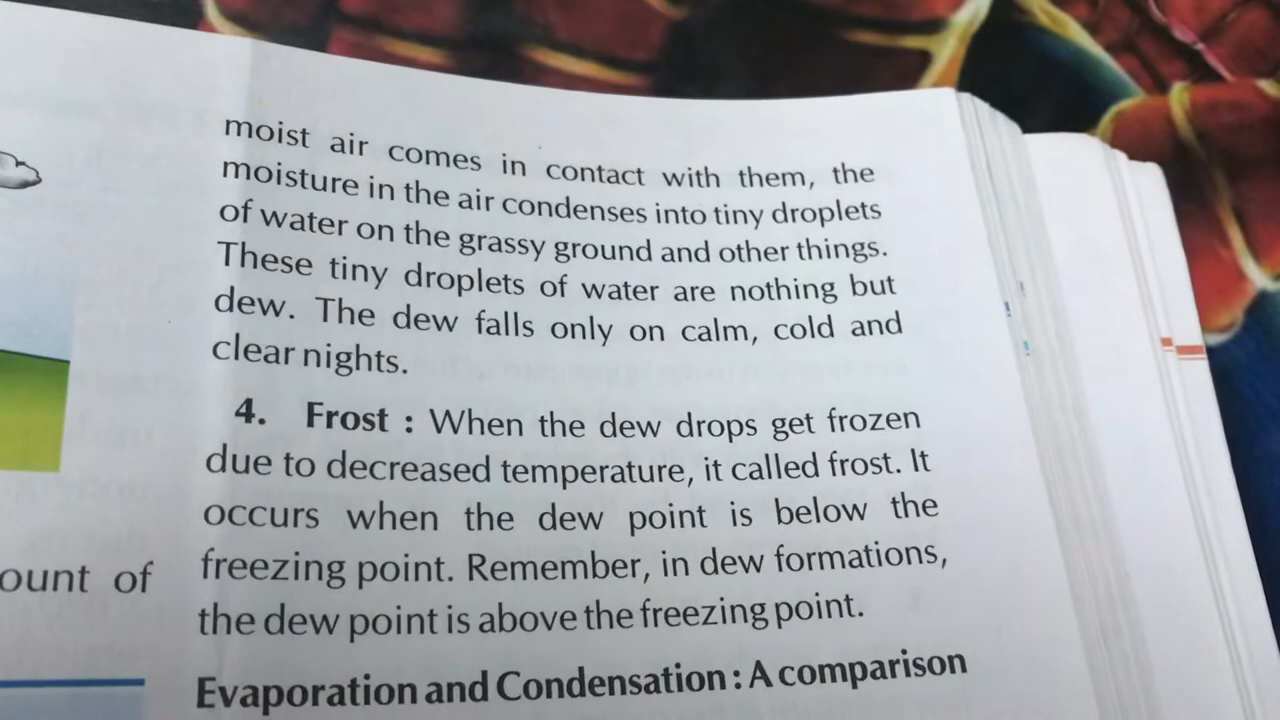 moist air comes in contact with them, the
moisture in the air condenses into tiny droplets
of water on the grassy ground and other things.
These tiny droplets of water are nothing but
dew. The dew falls only on calm, cold and
clear nights.
4. Frost : When the dew drops get frozen
due to decreased temperature, it called frost. It
occurs when the dew point is below the
freezing point. Remember, in dew formations,
the dew point is above the freezing point.
Evaporation and Condensation : A comparison
of